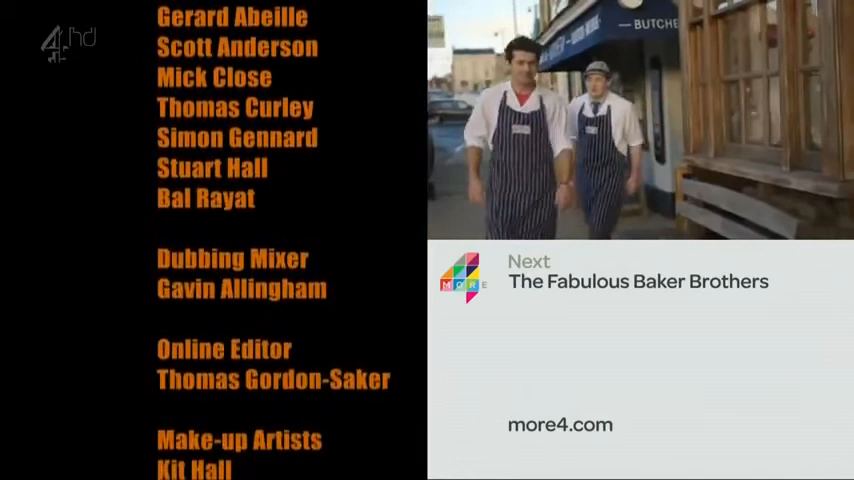 4hd
Gerard Abeille
Scott Anderson
Mick Close
Thomas Curley
Simon Gennard
Stuart Hall
Bal Rayat
Dubbing Mixer
Gavin Allingham
Online Editor
Thomas Gordon-Saker
Make-up Artists
Kit Hall
BUTCHE
MORE
Next
The Fabulous Baker Brothers
more4.com